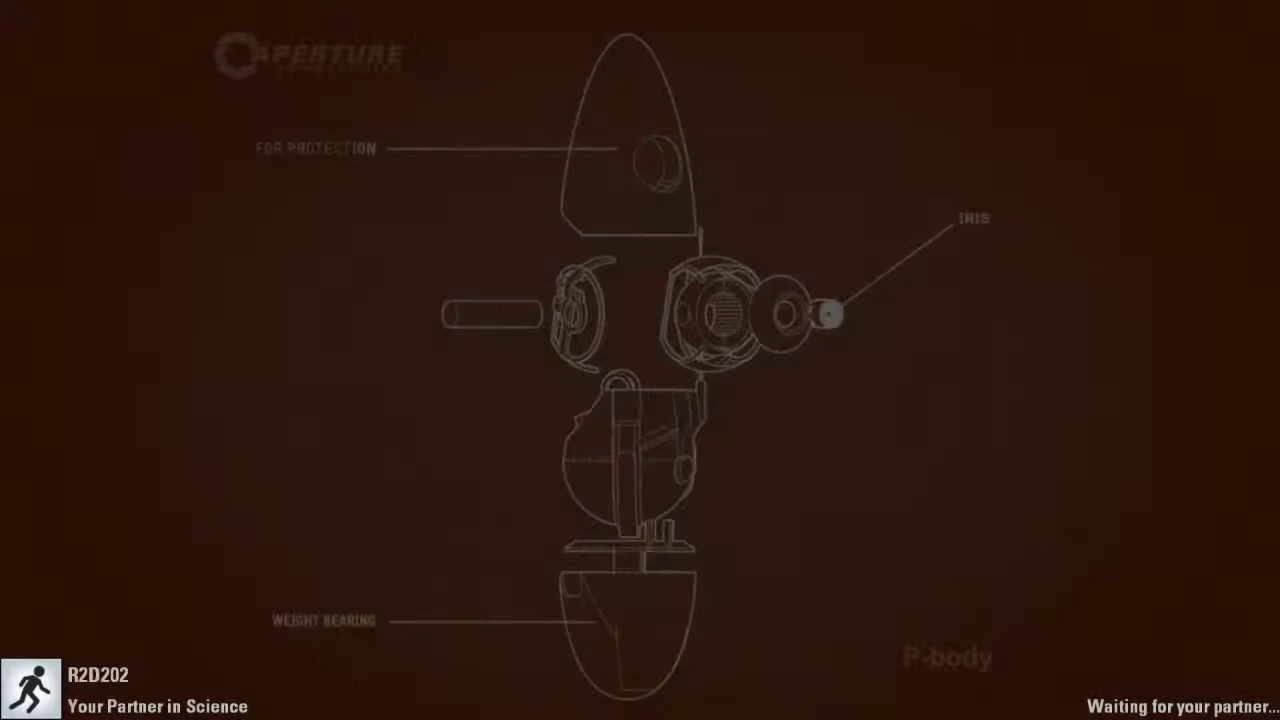 APERTURE
FOR PROTECTION
IRIS
WEIGHT BEARING
P-body
R2D202
Your Partner in Science
Waiting for your partner...